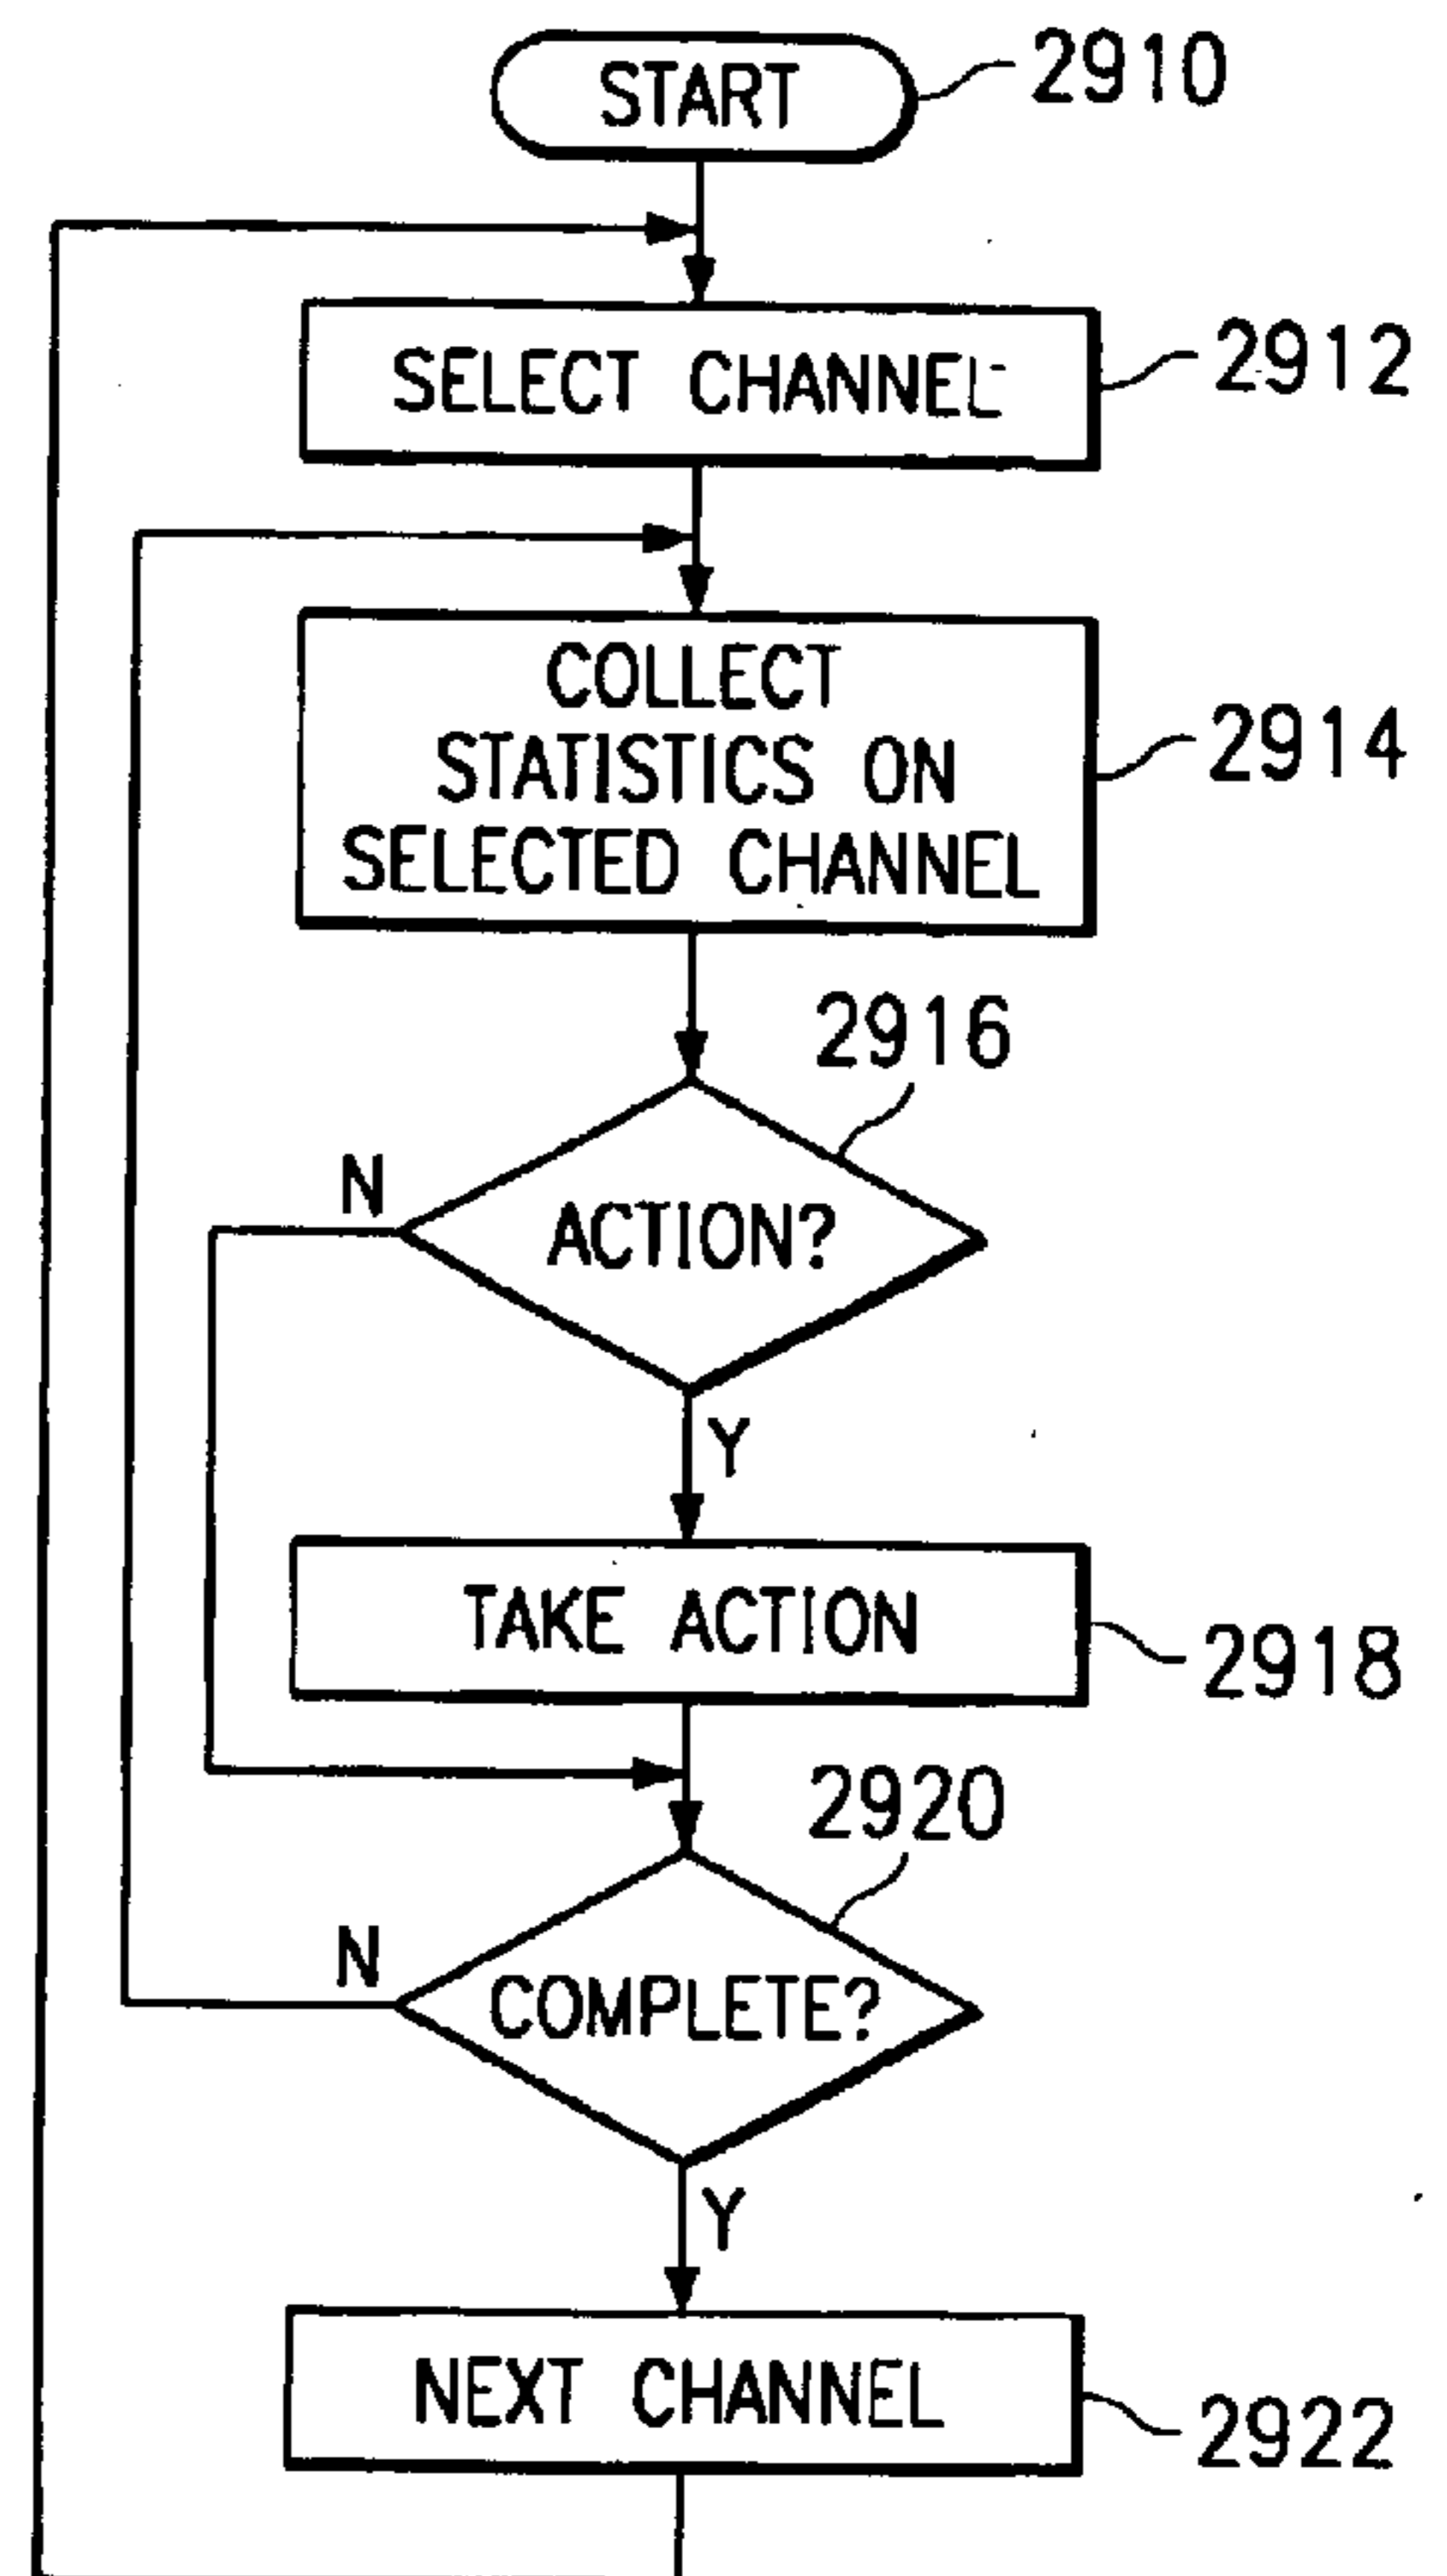 START
2910
SELECT CHANNEL
2912
COLLECT
STATISTICS ON
SELECTED CHANNEL
2914
2916
N
ACTION?
Y
TAKE ACTION
2918
2920
N
COMPLETE?
Y
NEXT CHANNEL
2922